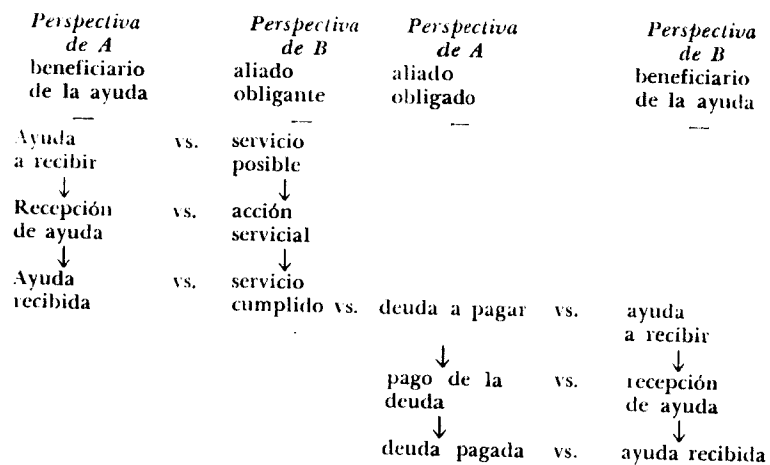 Perspectiva Perspectiva Perspectiva Perspectiva
de A de B de A de B
beneficiario aliado aliado beneficiario
de la ayuda obligante obligado de la ayuda
Ayuda vs. servicio
a recibir posible
Recepción vs. acción
de ayuda servicial
Ayuda vs. servicio
recibida cumplido vs. deuda a pagar vs. ayuda
a recibir
pago de la vs. recepción
deuda de ayuda
deuda pagada vs. ayuda recibida